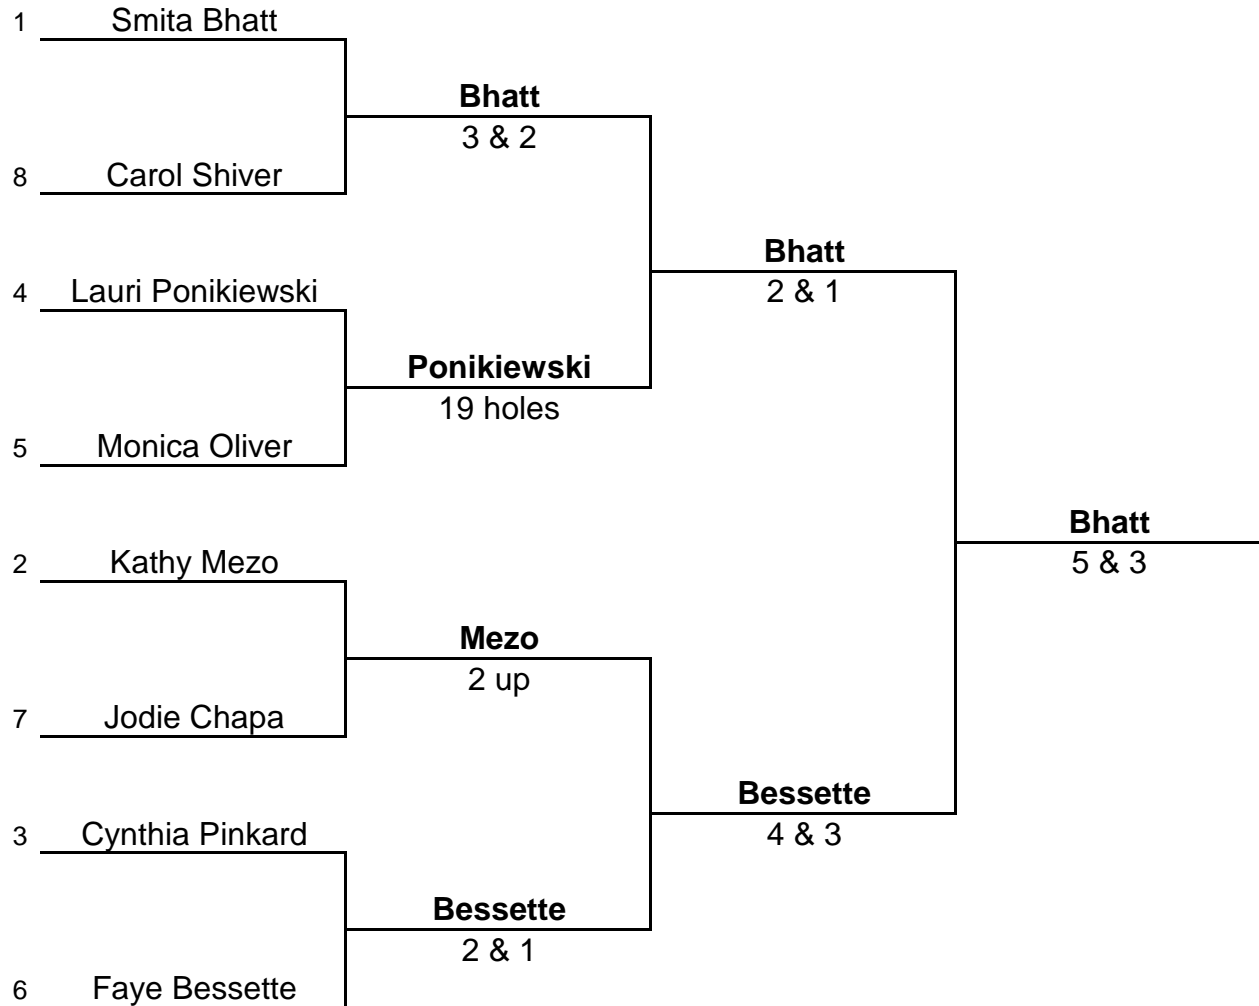 1 Smita Bhatt
Bhatt
3 & 2
8 Carol Shiver
Bhatt
2 & 1
4 Lauri Ponikiewski
Ponikiewski
19 holes
5 Monica Oliver
Bhatt
5 & 3
2 Kathy Mezo
Mezo
2 up
7 Jodie Chapa
Bessette
4 & 3
3 Cynthia Pinkard
Bessette
2 & 1
6 Faye Bessette